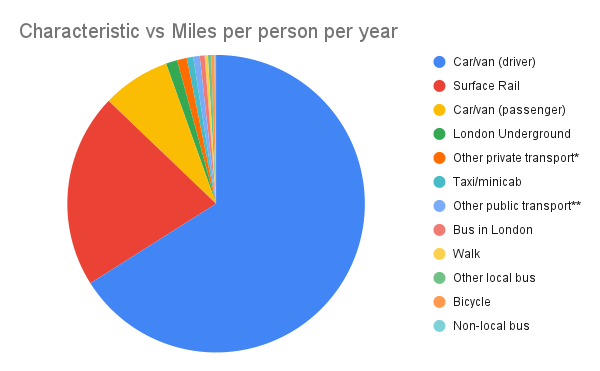 Characteristic vs Miles per person per year
Car/van (driver)
Surface Rail
Car/van (passenger)
London Underground
Other private transport*
Taxi/minicab
Other public transport**
Bus in London
Walk
Other local bus
Bicycle
Non-local bus